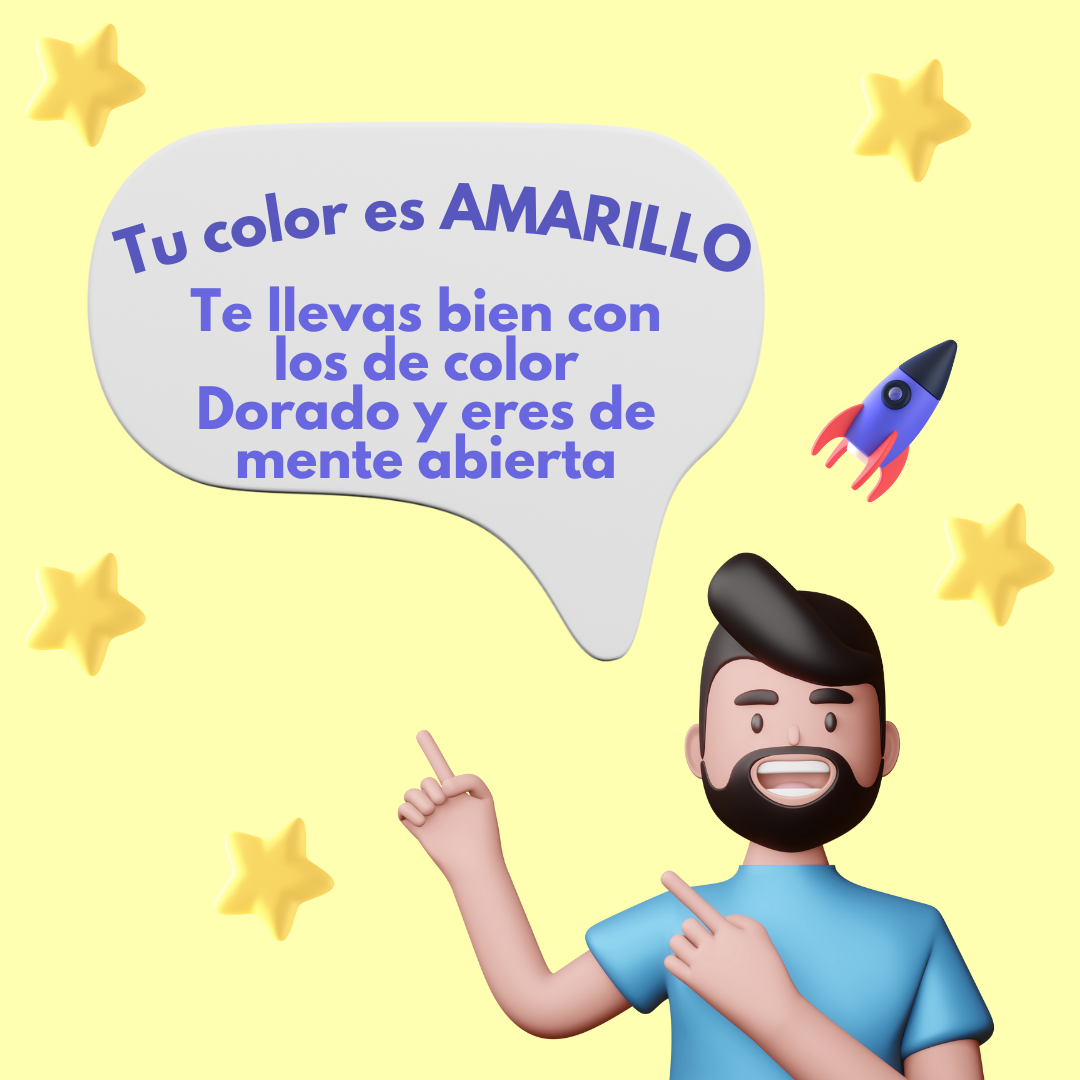 Tu color es AMARILLO
Te llevas bien con
los de color
Dorado y eres de
mente abierta